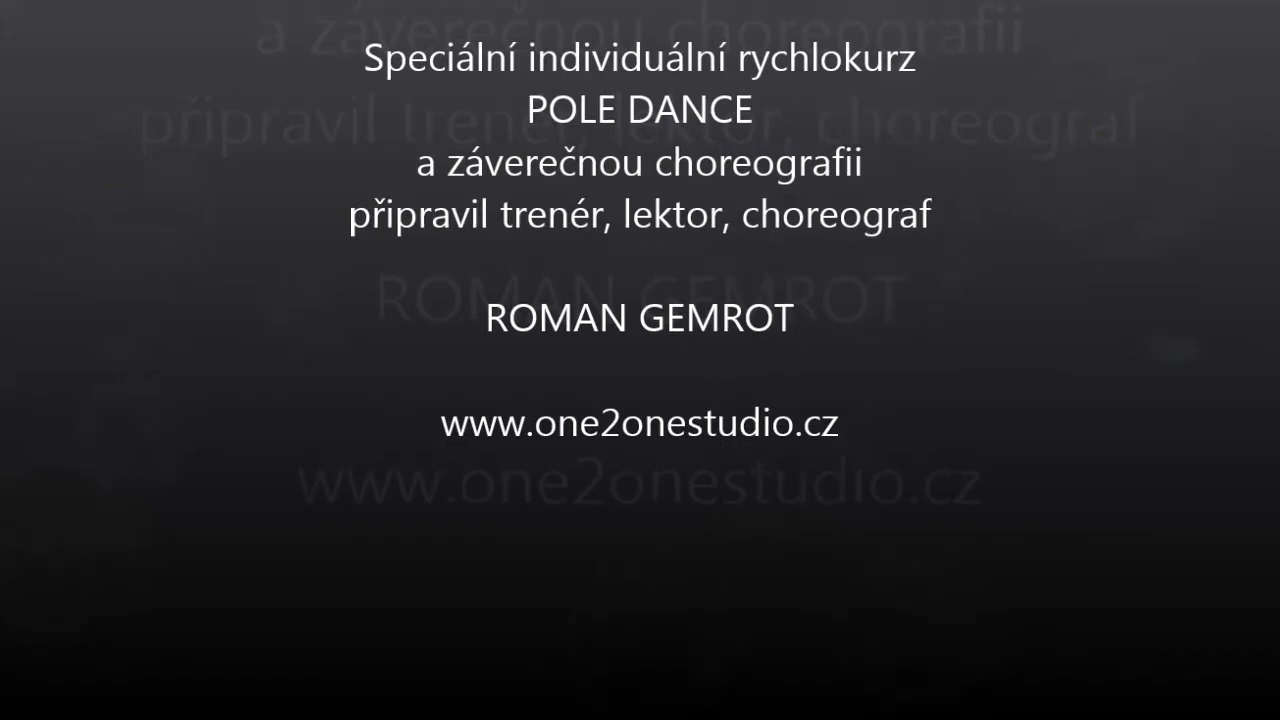 Speciální individuální rychlokurz
POLE DANCE
a záverečnou choreografii
připravil trenér, lektor, choreograf
ROMAN GEMROT
www.one2onestudio.cz